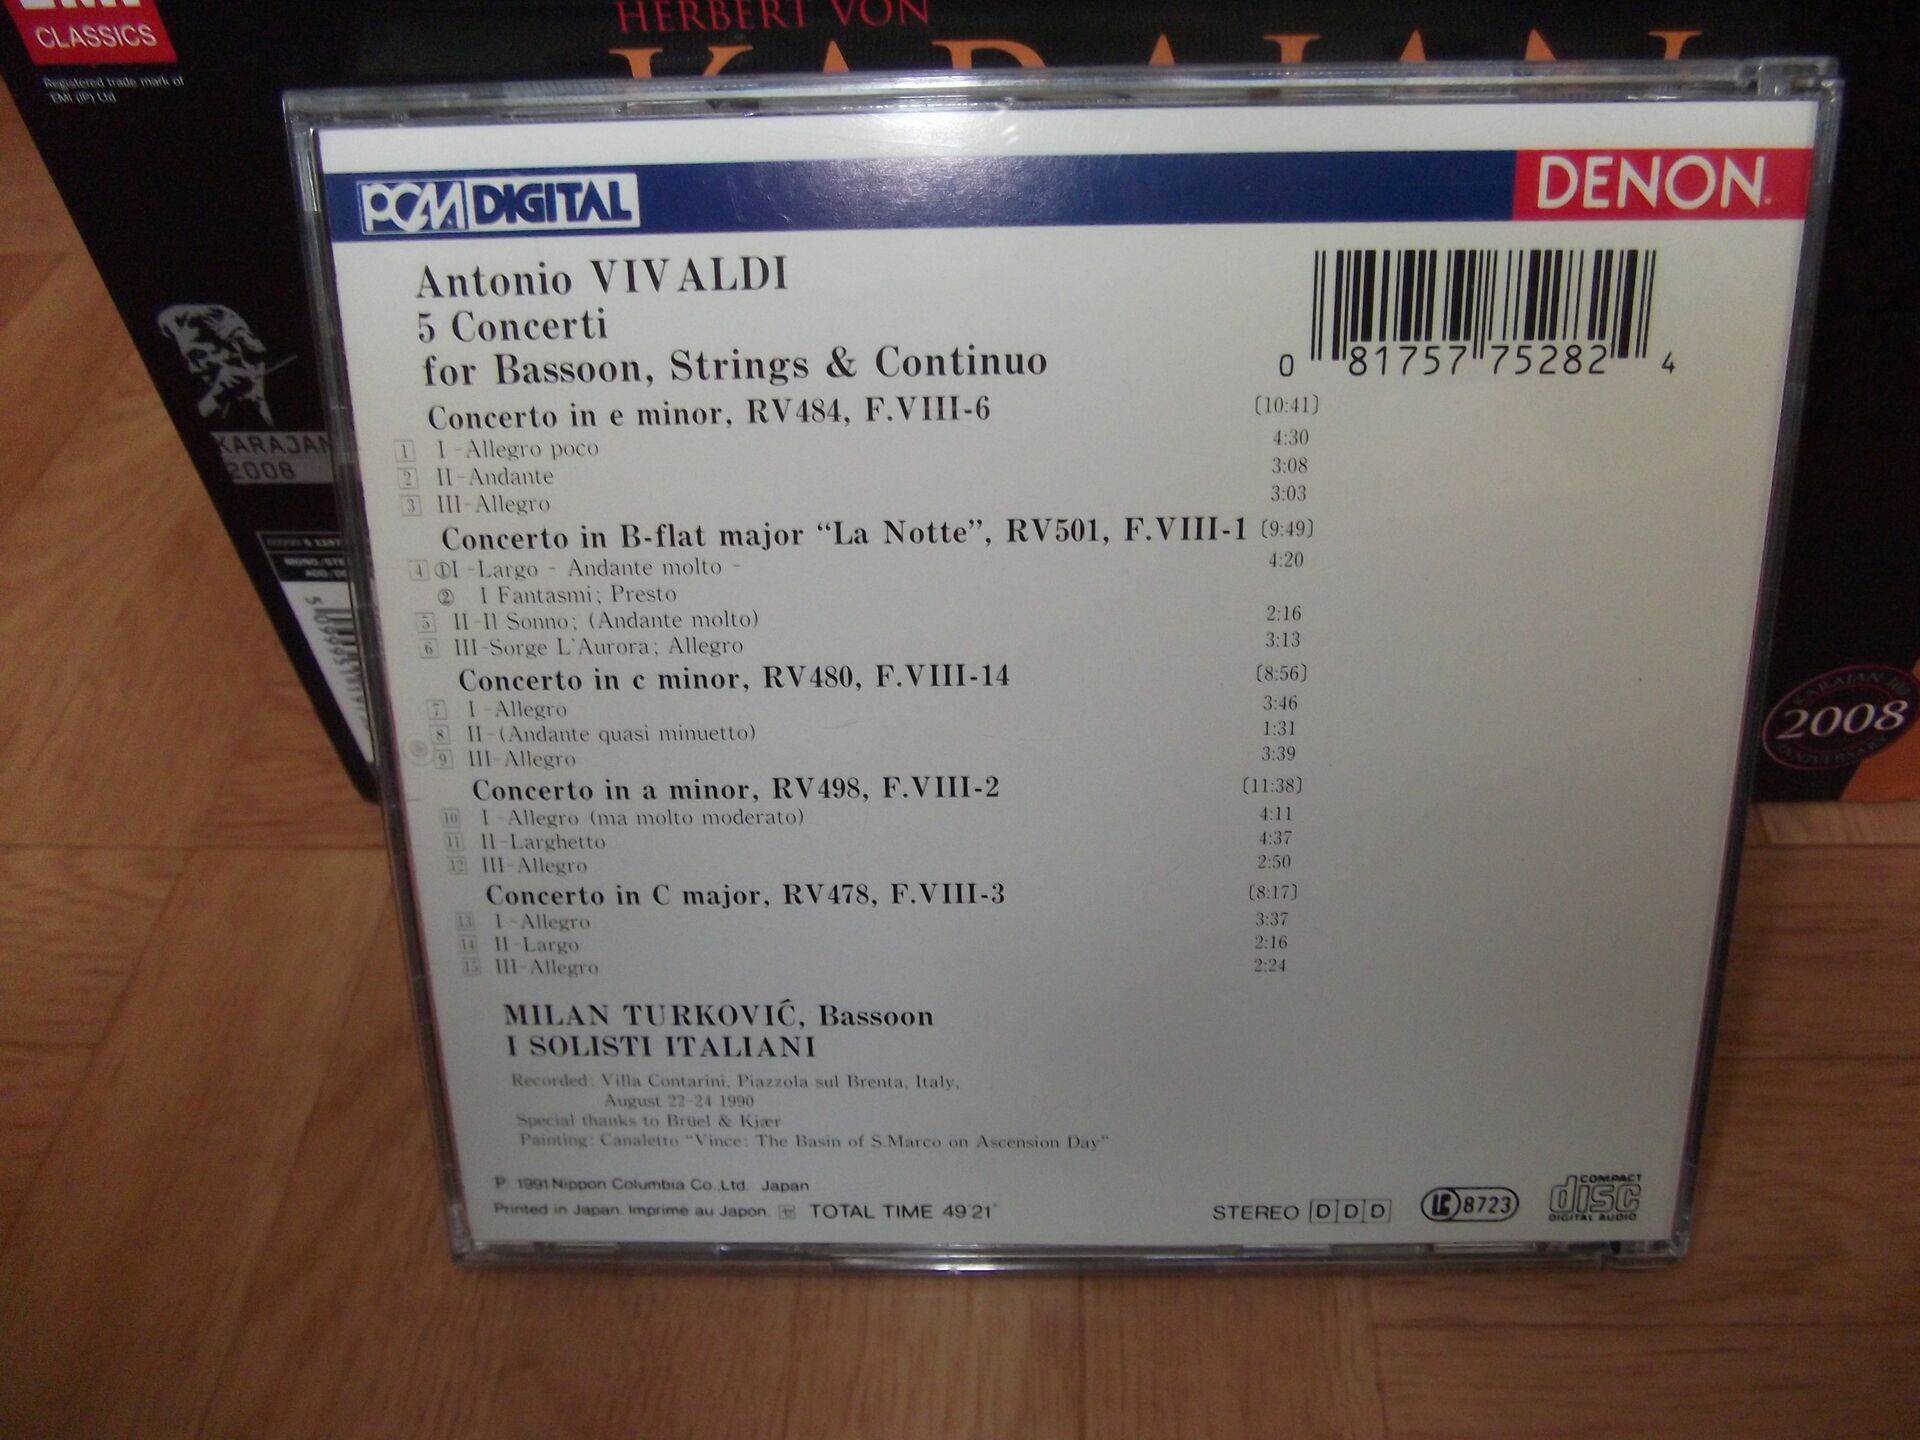 CLASSICS
Registered trade mark of
EMI (IP) Ltd
HERBERT VON
KARAJAN
KARAJAN
2008
2008
PCM DIGITAL
DENON
Antonio VIVALDI
5 Concerti
for Bassoon, Strings & Continuo
0 81757 75282 4
Concerto in e minor, RV484, F.VIII-6 (10:41)
1 I-Allegro poco 4:30
2 II-Andante 3:08
3 III-Allegro 3:03
Concerto in B-flat major “La Notte”, RV501, F.VIII-1 (9:49)
4 ①I-Largo - Andante molto - 4:20
② I Fantasmi; Presto
5 II-Il Sonno; (Andante molto) 2:16
6 III-Sorge L'Aurora; Allegro 3:13
Concerto in c minor, RV480, F.VIII-14 (8:56)
7 I-Allegro 3:46
8 II-(Andante quasi minuetto) 1:31
9 III-Allegro 3:39
Concerto in a minor, RV498, F.VIII-2 (11:38)
10 I-Allegro (ma molto moderato) 4:11
11 II-Larghetto 4:37
12 III-Allegro 2:50
Concerto in C major, RV478, F.VIII-3 (8:17)
13 I-Allegro 3:37
14 II-Largo 2:16
15 III-Allegro 2:24
MILAN TURKOVIĆ, Bassoon
I SOLISTI ITALIANI
Recorded: Villa Contarini, Piazzola sul Brenta, Italy,
August 22-24 1990
Special thanks to Brüel & Kjær
Painting: Canaletto “Vince: The Basin of S.Marco on Ascension Day”
P 1991 Nippon Columbia Co.,Ltd. Japan
Printed in Japan. Imprimé au Japon. TOTAL TIME 49'21"
STEREO DDD
LC 8723
COMPACT
disc
DIGITAL AUDIO